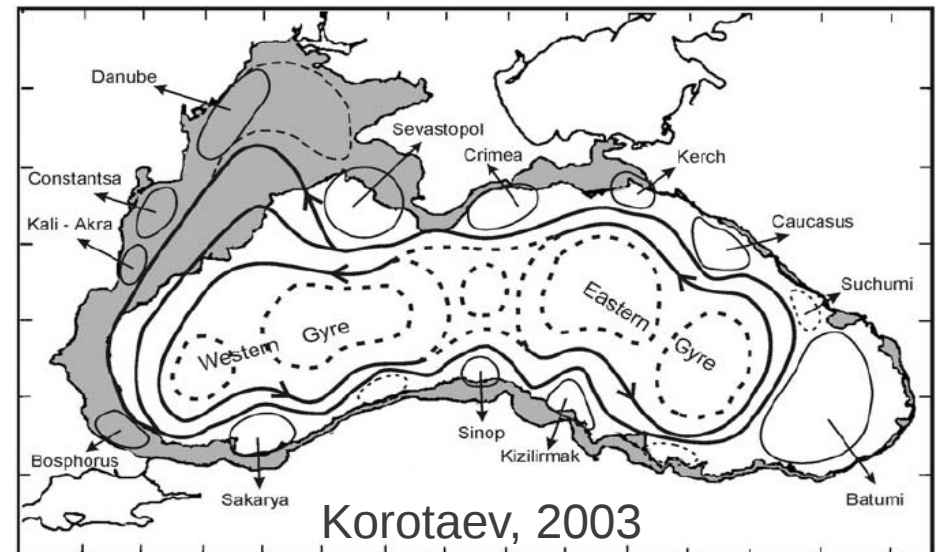 Danube
Sevastopol
Crimea
Kerch
Constantsa
Kali - Akra
Caucasus
Suchumi
Eastern
Gyre
Western
Gyre
Sinop
Bosphorus
Kizilirmak
Sakarya
Batumi
Korotaev, 2003